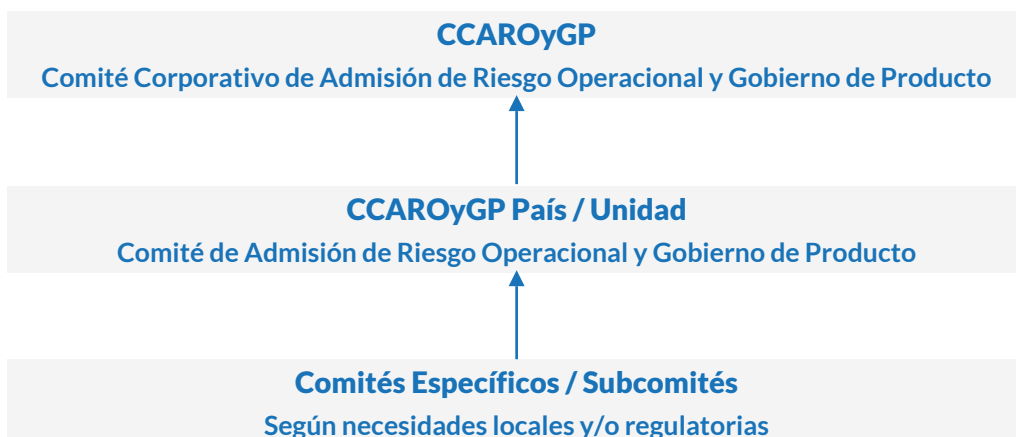 CCAROyGP
Comité Corporativo de Admisión de Riesgo Operacional y Gobierno de Producto
CCAROyGP País / Unidad
Comité de Admisión de Riesgo Operacional y Gobierno de Producto
Comités Específicos / Subcomités
Según necesidades locales y/o regulatorias